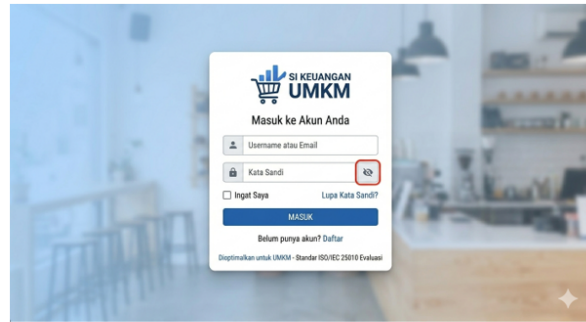 SI KEUANGAN
UMKM
Masuk ke Akun Anda
Username atau Email
Kata Sandi
Ingat Saya Lupa Kata Sandi?
MASUK
Belum punya akun? Daftar
Dioptimalkan untuk UMKM - Standar ISO/IEC 25010 Evaluasi